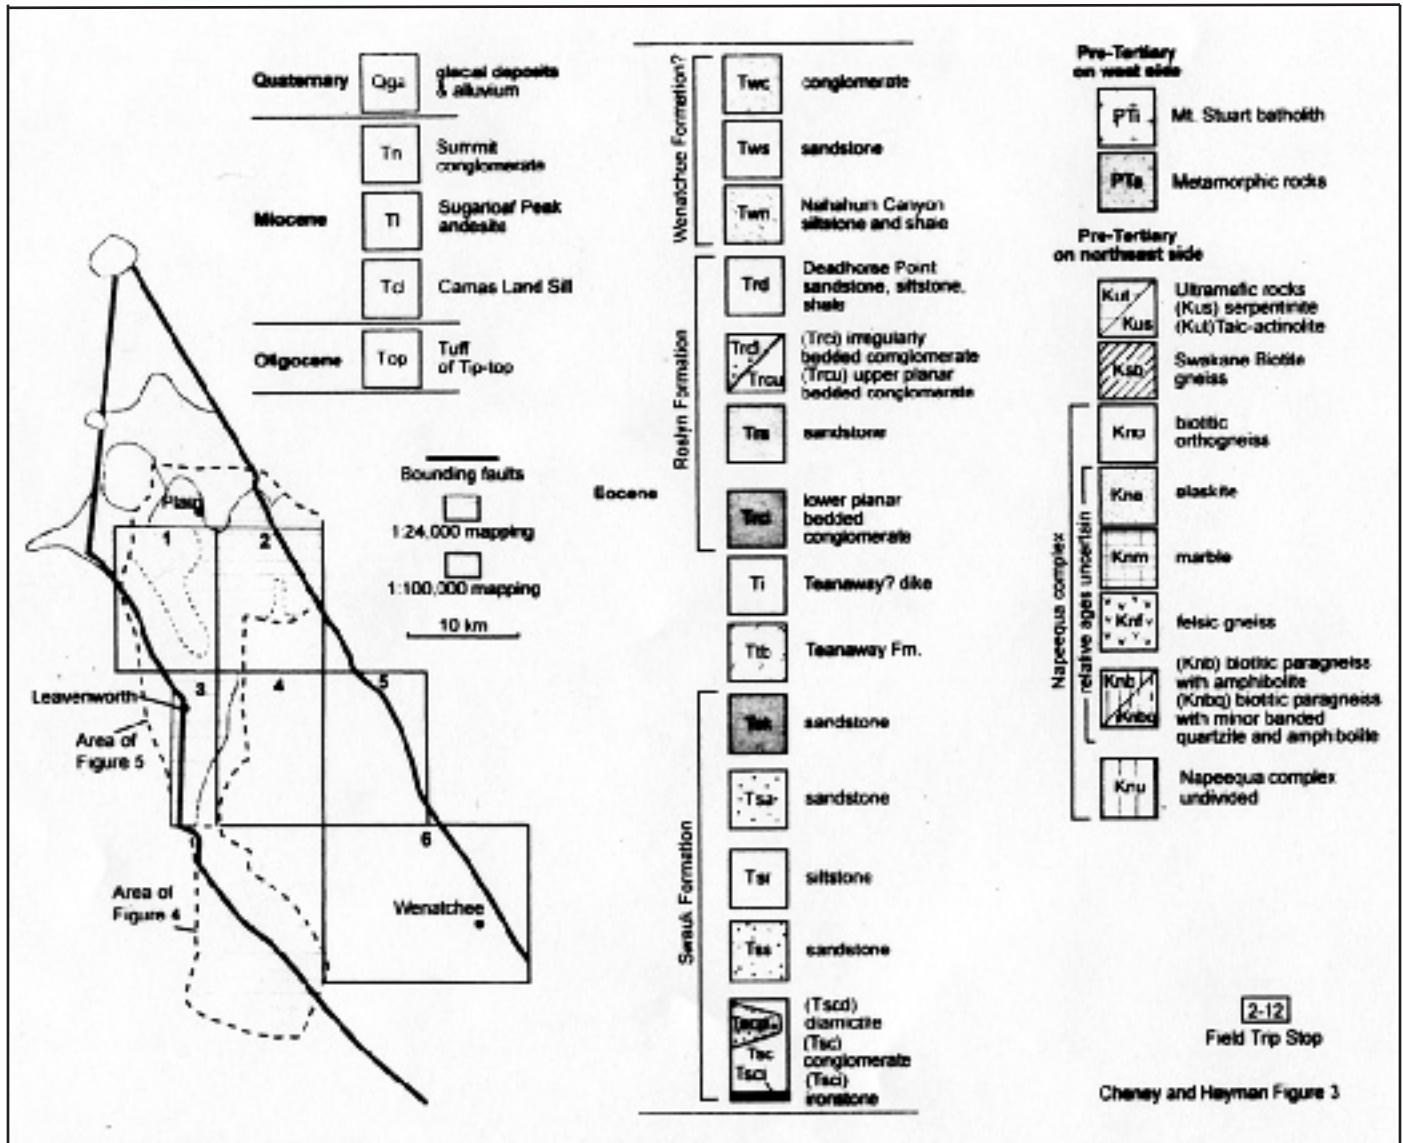 Quaternary
Qga
glacial deposits
& alluvium
Tn
Summit
conglomerate
Miocene
Tl
Sugarloaf Peak
andesite
Tcl
Camas Land Sill
Oligocene
Top
Tuff
of Tip-top
Bounding faults
1:24,000 mapping
1:100,000 mapping
10 km
Plain
1
2
3
4
5
6
Leavenworth
Area of
Figure 5
Area of
Figure 4
Wenatchee
Eocene
Wenatchee Formation?
Twc
conglomerate
Tws
sandstone
Twn
Nahahum Canyon
siltstone and shale
Roslyn Formation
Trd
Deadhorse Point
sandstone, siltstone,
shale
Trci
Trcu
(Trci) irregularly
bedded comglomerate
(Trcu) upper planar
bedded conglomerate
Trs
sandstone
lower planar
bedded
conglomerate
Ti
Teanaway? dike
Ttb
Teanaway Fm.
Swauk Formation
sandstone
Tsa
sandstone
Tsr
siltstone
Tss
sandstone
Tsc
Tsci
(Tscd)
diamictite
(Tsc)
conglomerate
(Tsci)
ironstone
Pre-Tertiary
on west side
PTi
Mt. Stuart batholith
PTa
Metamorphic rocks
Pre-Tertiary
on northeast side
Kut
Kus
Ultramafic rocks
(Kus) serpentinite
(Kut)Talc-actinolite
Ksb
Swakane Biotite
gneiss
Napeequa complex
relative ages uncertain
Kno
biotitic
orthogneiss
Kna
alaskite
Knm
marble
Knf
felsic gneiss
Knb
Knbq
(Knb) biotitic paragneiss
with amphibolite
(Knbq) biotitic paragneiss
with minor banded
quartzite and amphibolite
Knu
Napeequa complex
undivided
2-12
Field Trip Stop
Cheney and Hayman Figure 3